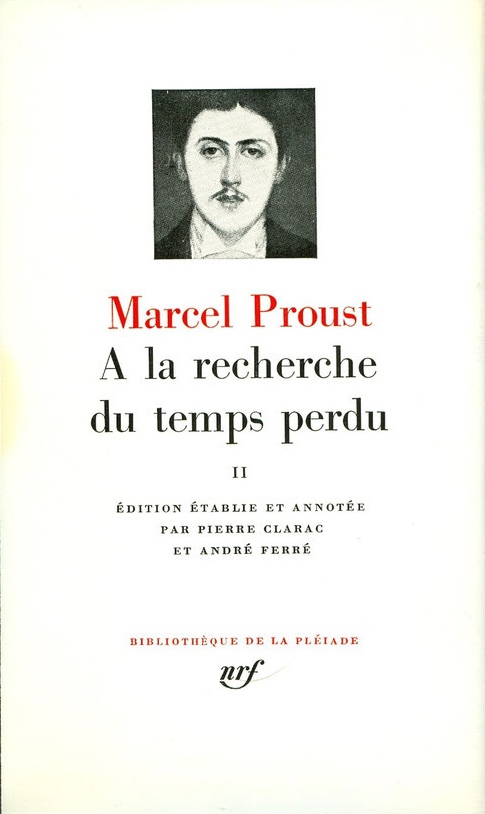 Marcel Proust
A la recherche
du temps perdu
II
ÉDITION ÉTABLIE ET ANNOTÉE
PAR PIERRE CLARAC
ET ANDRÉ FERRÉ
BIBLIOTHÈQUE DE LA PLÉIADE
nrf